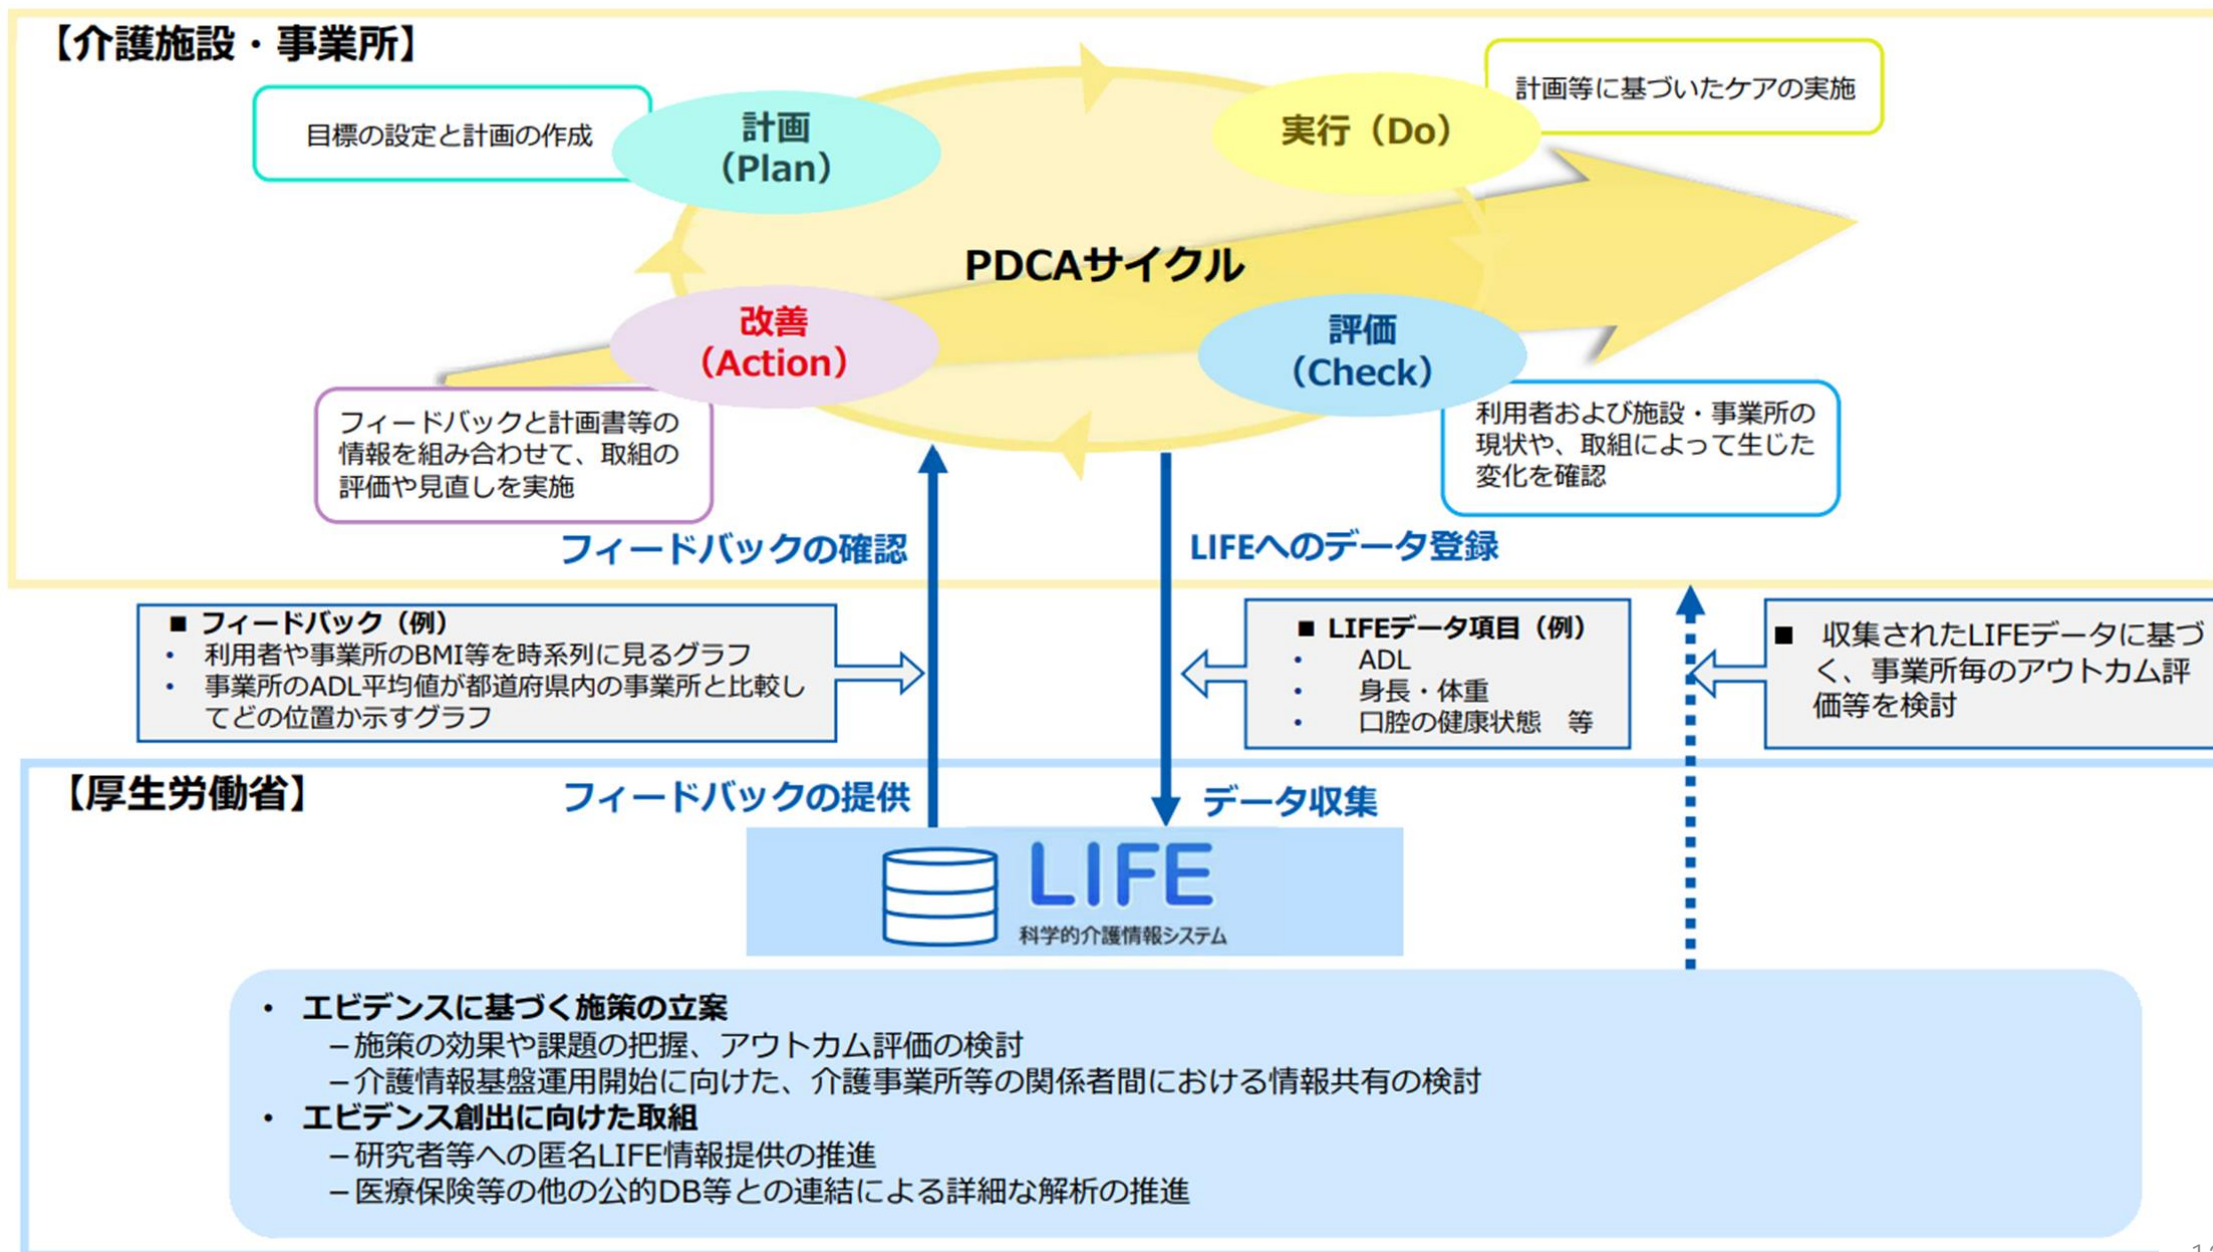 【介護施設・事業所】
目標の設定と計画の作成
計画
（Plan）
実行（Do）
計画等に基づいたケアの実施
PDCAサイクル
改善
（Action）
評価
（Check）
フィードバックと計画書等の
情報を組み合わせて、取組の
評価や見直しを実施
利用者および施設・事業所の
現状や、取組によって生じた
変化を確認
フィードバックの確認
LIFEへのデータ登録
■ フィードバック（例）
• 利用者や事業所のBMI等を時系列に見るグラフ
• 事業所のADL平均値が都道府県内の事業所と比較し
てどの位置か示すグラフ
■ LIFEデータ項目（例）
• ADL
• 身長・体重
• 口腔の健康状態　等
■ 収集されたLIFEデータに基づ
く、事業所毎のアウトカム評
価等を検討
【厚生労働省】
フィードバックの提供
データ収集
LIFE
科学的介護情報システム
• エビデンスに基づく施策の立案
－施策の効果や課題の把握、アウトカム評価の検討
－介護情報基盤運用開始に向けた、介護事業所等の関係者間における情報共有の検討
• エビデンス創出に向けた取組
－研究者等への匿名LIFE情報提供の推進
－医療保険等の他の公的DB等との連結による詳細な解析の推進